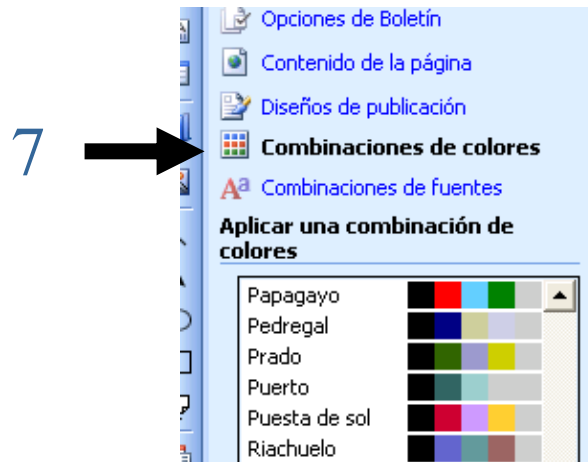 Opciones de Boletín
Contenido de la página
Diseños de publicación
7
Combinaciones de colores
Combinaciones de fuentes
Aplicar una combinación de
colores
Papagayo
Pedregal
Prado
Puerto
Puesta de sol
Riachuelo